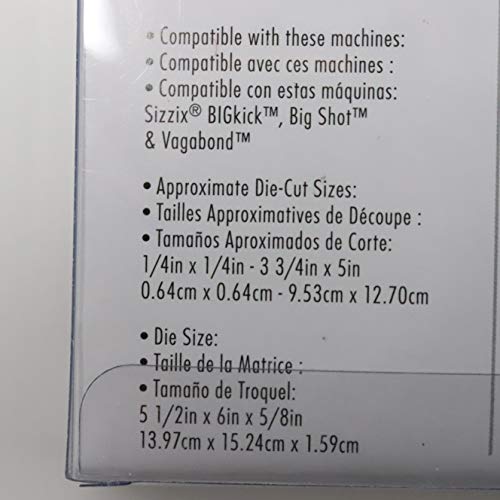 • Compatible with these machines:
• Compatible avec ces machines :
• Compatible con estas máquinas:
Sizzix® BIGkick™, Big Shot™
& Vagabond™
• Approximate Die-Cut Sizes:
• Tailles Approximatives de Découpe :
• Tamaños Aproximados de Corte:
1/4in x 1/4in - 3 3/4in x 5in
0.64cm x 0.64cm - 9.53cm x 12.70cm
• Die Size:
• Taille de la Matrice :
• Tamaño de Troquel:
5 1/2in x 6in x 5/8in
13.97cm x 15.24cm x 1.59cm